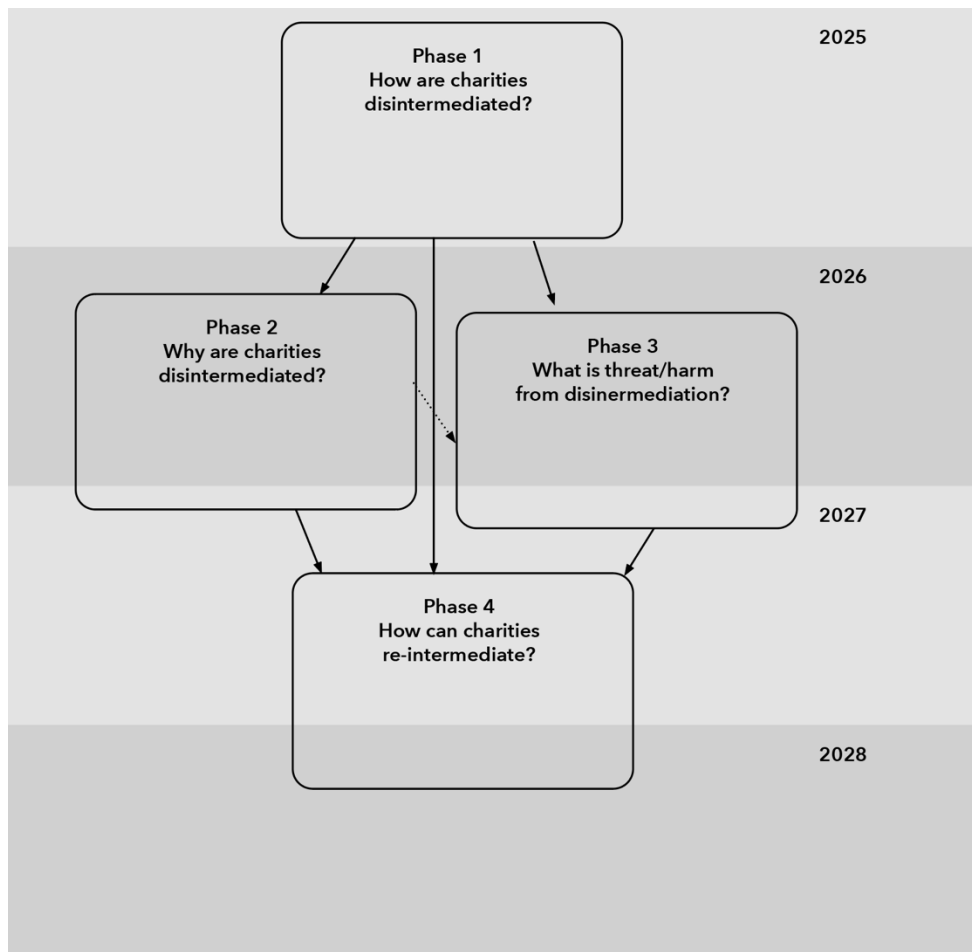 2025
Phase 1
How are charities
disintermediated?
2026
Phase 2
Why are charities
disintermediated?
Phase 3
What is threat/harm
from disinermediation?
2027
Phase 4
How can charities
re-intermediate?
2028